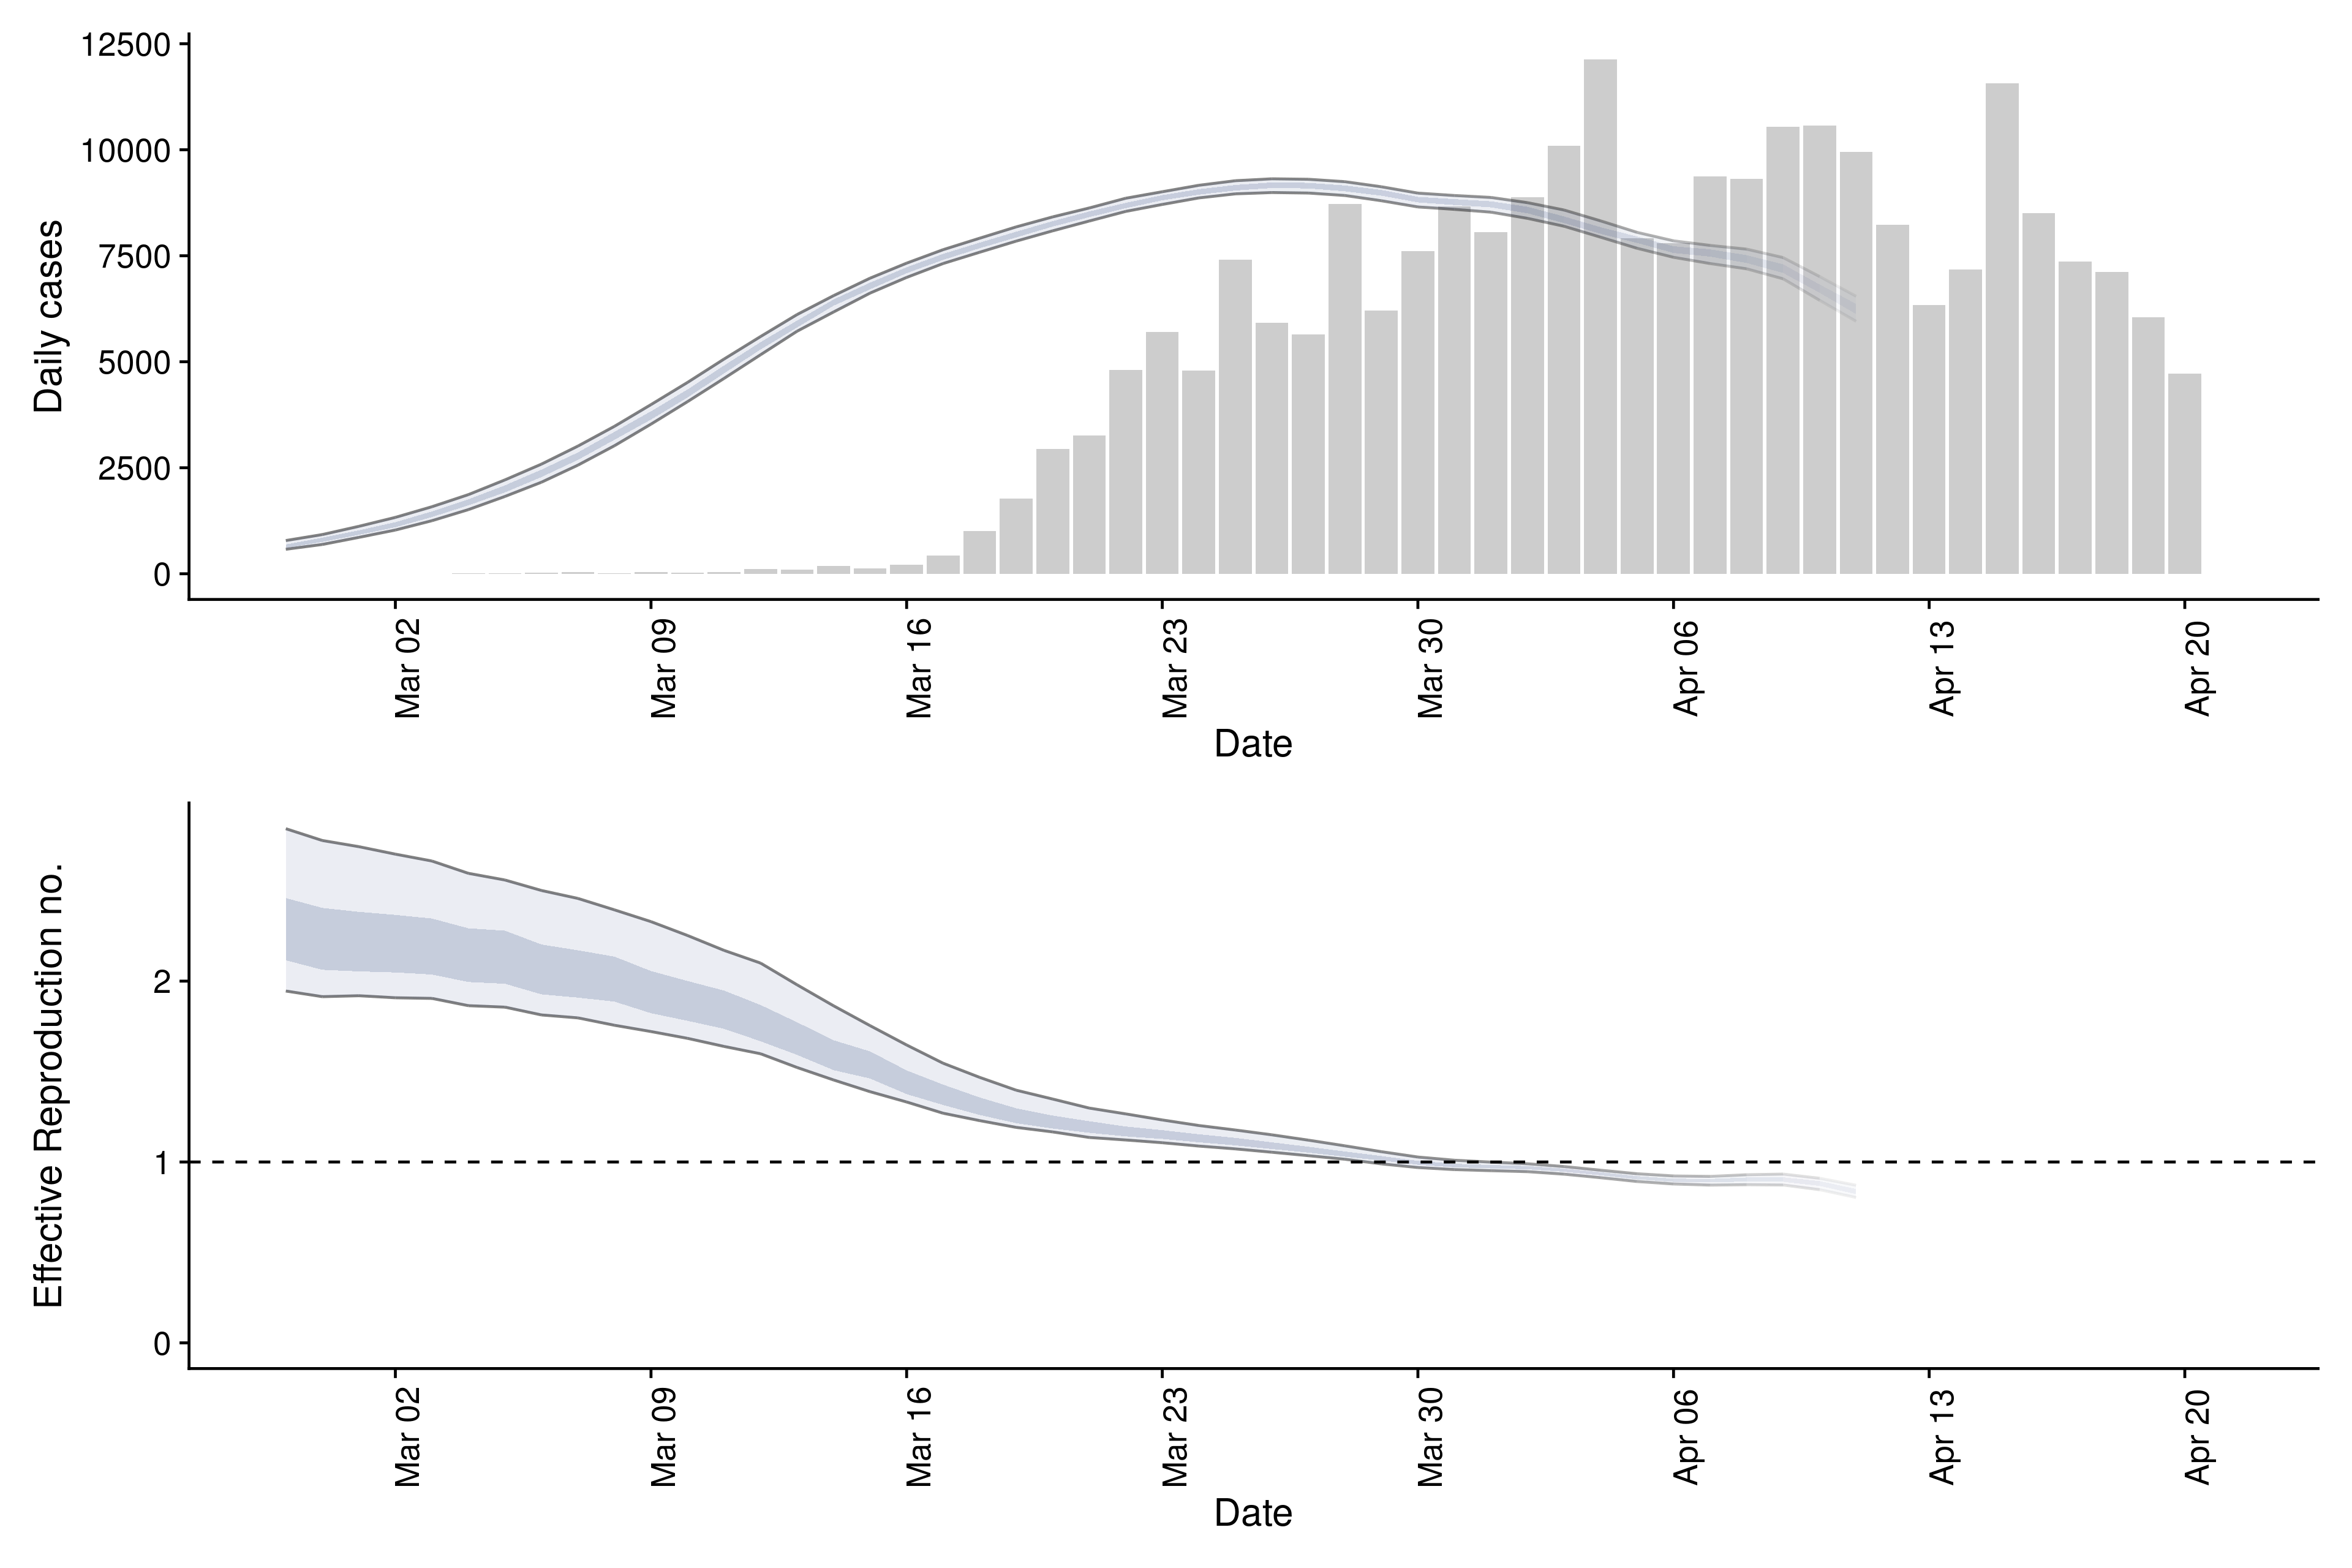 12500
10000
7500
5000
2500
0
Daily cases
Mar 02
Mar 09
Mar 16
Mar 23
Mar 30
Apr 06
Apr 13
Apr 20
Date
2
1
0
Effective Reproduction no.
Mar 02
Mar 09
Mar 16
Mar 23
Mar 30
Apr 06
Apr 13
Apr 20
Date